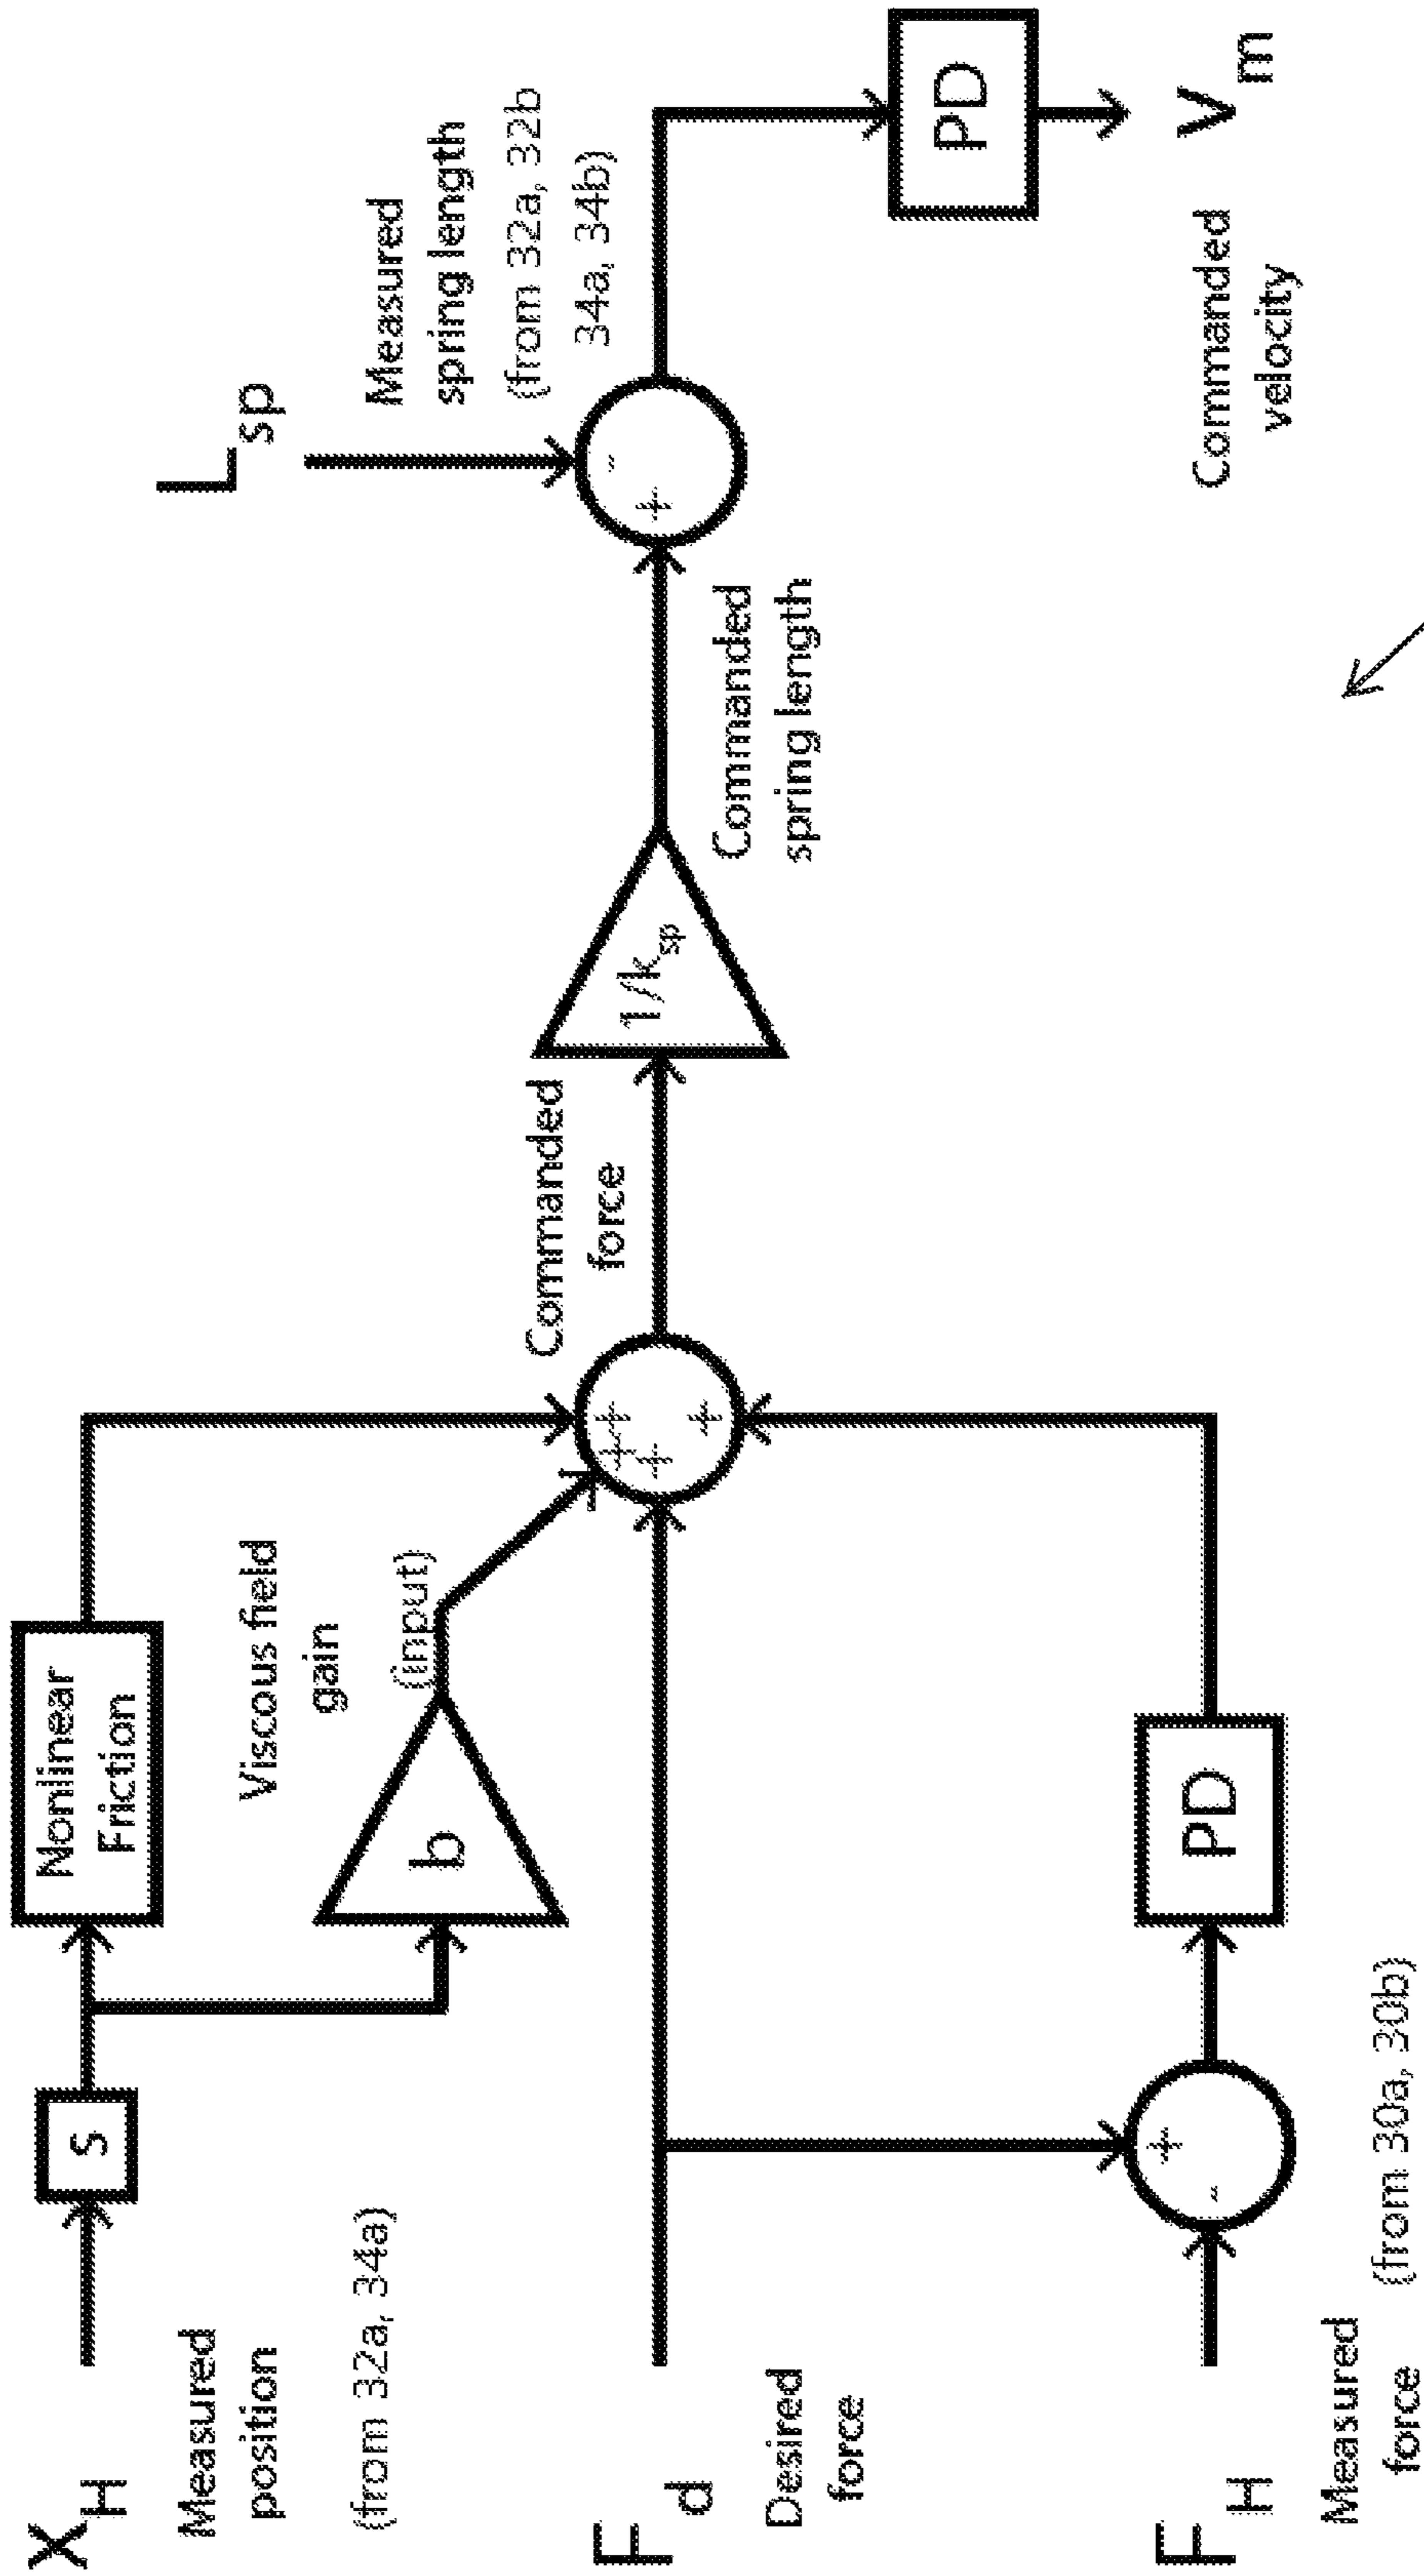 X_H
Measured
position
(from 32a, 34a)
s
Nonlinear
Friction
b
Viscous field
gain
(input)
F_d
Desired
force
F_H
Measured
force
(from 30a, 30b)
-
+
PD
+
+
+
+
Commanded
force
1/k_sp
Commanded
spring length
L_sp
Measured
spring length
(from 32a, 32b
34a, 34b)
+
-
PD
V_m
Commanded
velocity